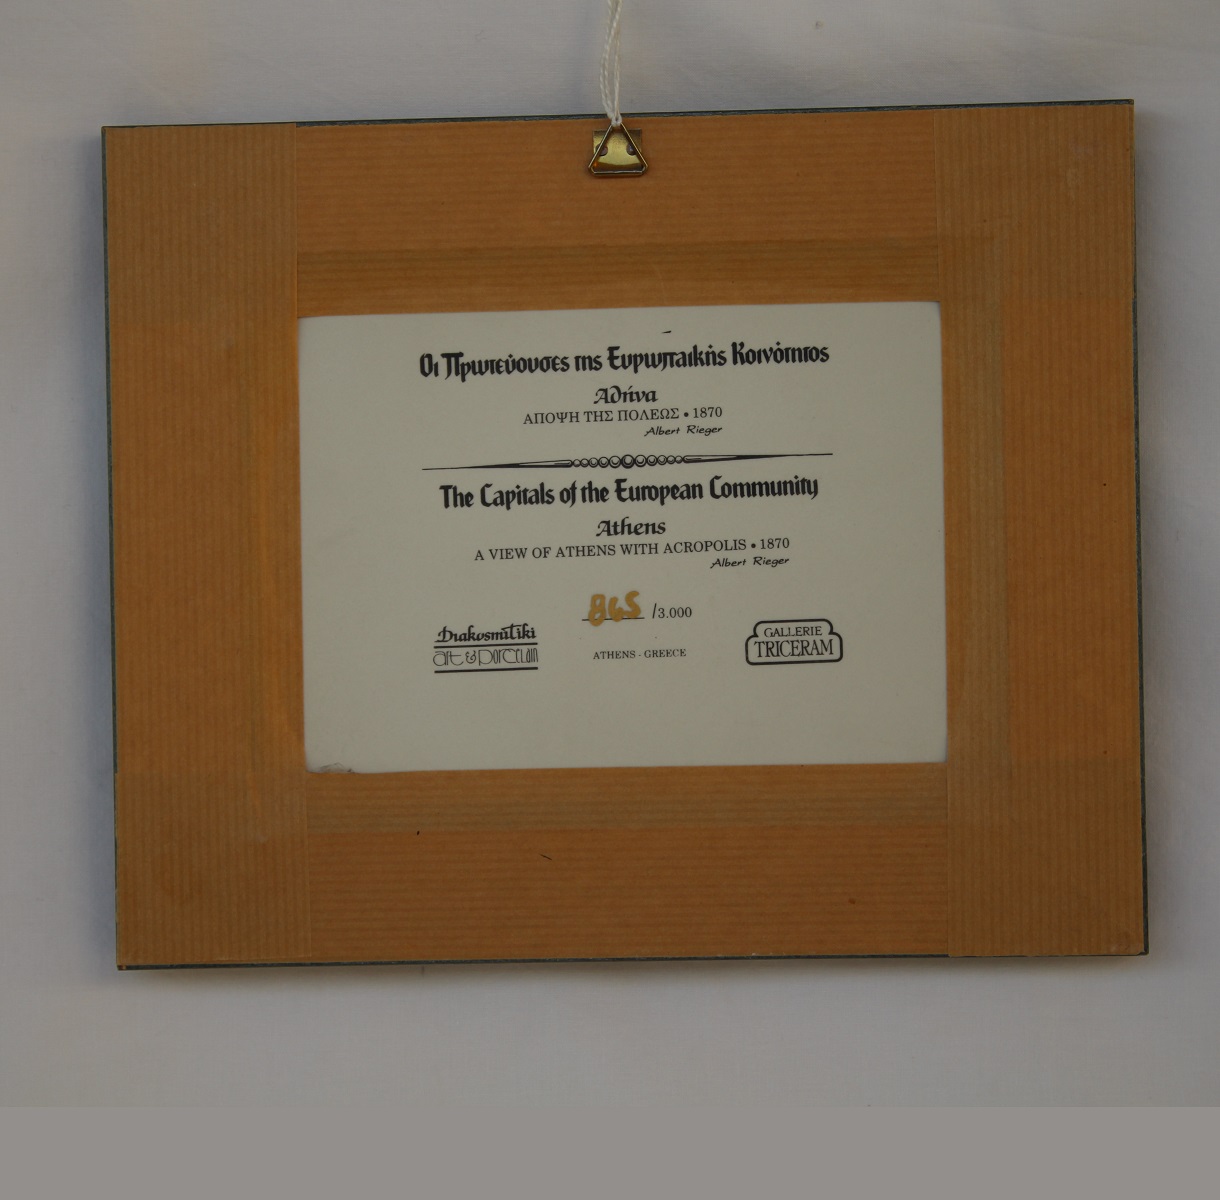 Οι Πρωτεύουσες της Ευρωπαϊκής Κοινότητος
Αθήνα
ΑΠΟΨΗ ΤΗΣ ΠΟΛΕΩΣ • 1870
Albert Rieger
The Capitals of the European Community
Athens
A VIEW OF ATHENS WITH ACROPOLIS • 1870
Albert Rieger
865 /3.000
Drakosmitiki
art & porcelain
ATHENS - GREECE
GALLERIE
TRICERAM